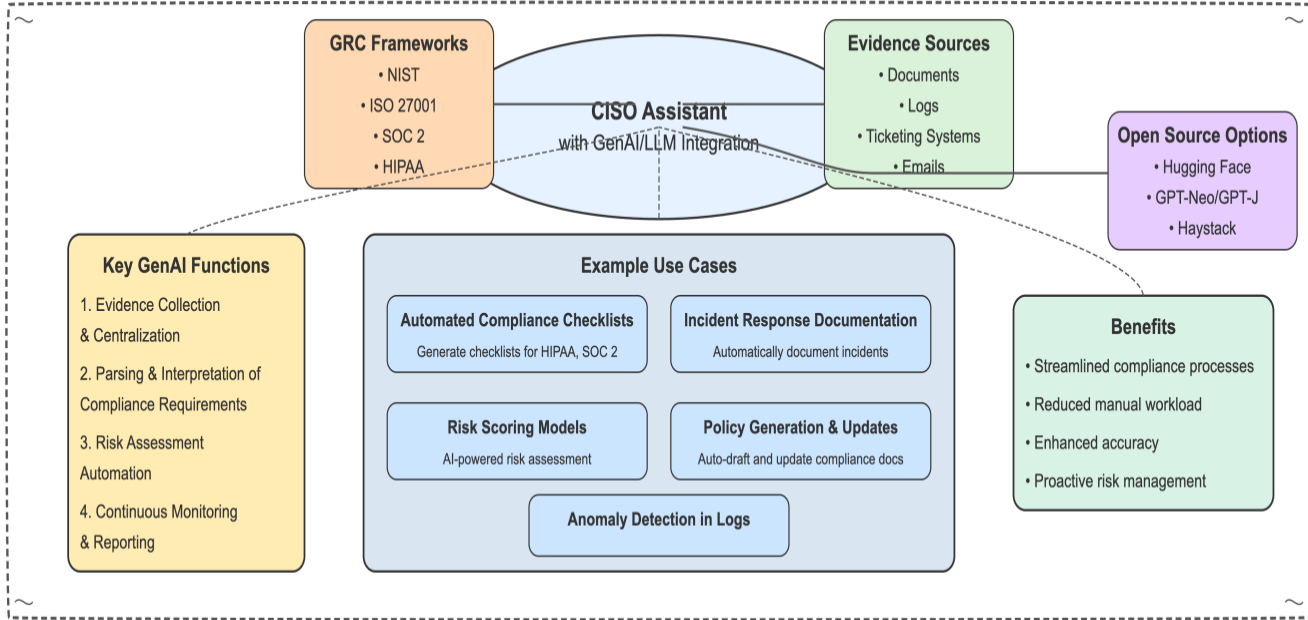 GRC Frameworks
• NIST
• ISO 27001
• SOC 2
• HIPAA
CISO Assistant
with GenAI/LLM Integration
Evidence Sources
• Documents
• Logs
• Ticketing Systems
• Emails
Open Source Options
• Hugging Face
• GPT-Neo/GPT-J
• Haystack
Key GenAI Functions
1. Evidence Collection
& Centralization
2. Parsing & Interpretation of
Compliance Requirements
3. Risk Assessment
Automation
4. Continuous Monitoring
& Reporting
Example Use Cases
Automated Compliance Checklists
Generate checklists for HIPAA, SOC 2
Incident Response Documentation
Automatically document incidents
Risk Scoring Models
AI-powered risk assessment
Policy Generation & Updates
Auto-draft and update compliance docs
Anomaly Detection in Logs
Benefits
• Streamlined compliance processes
• Reduced manual workload
• Enhanced accuracy
• Proactive risk management